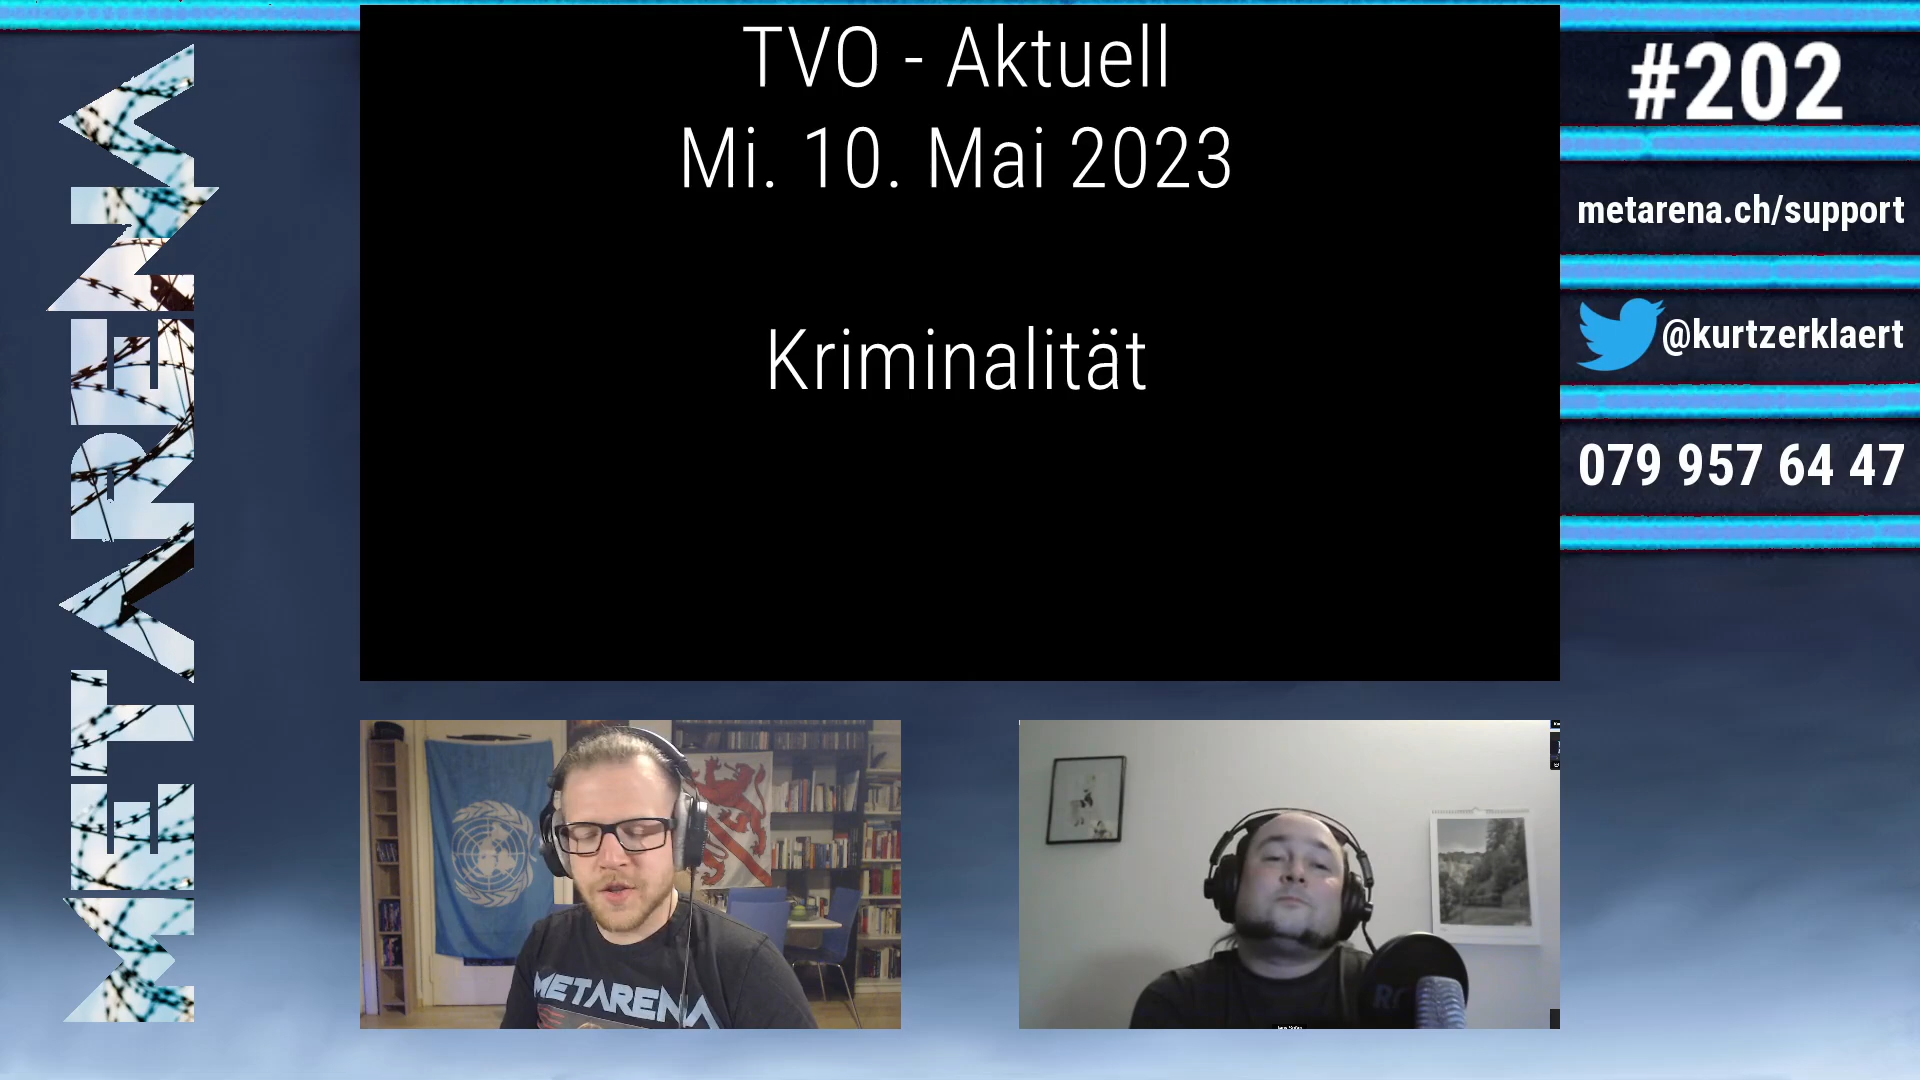 METARENA
TVO - Aktuell
Mi. 10. Mai 2023
Kriminalität
#202
metarena.ch/support
@kurtzerklaert
079 957 64 47
METARENA